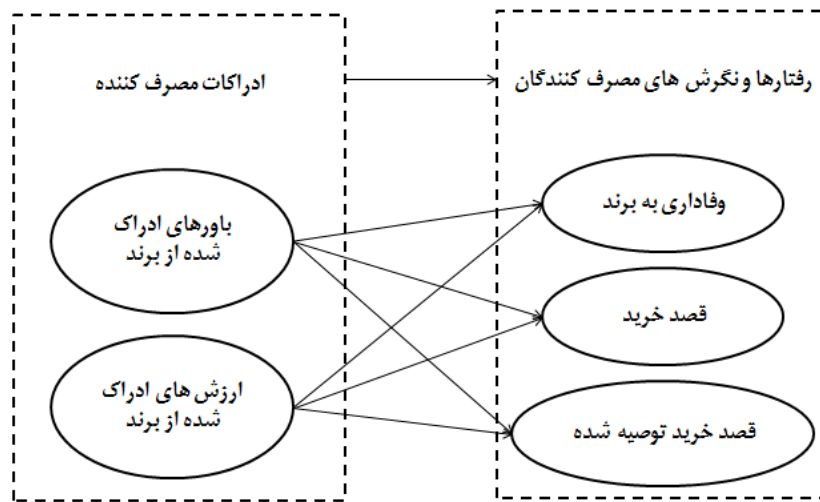 ادراکات مصرف کننده
باورهای ادراک
شده از برند
ارزش های ادراک
شده از برند
رفتارها و نگرش های مصرف کنندگان
وفاداری به برند
قصد خرید
قصد خرید توصیه شده